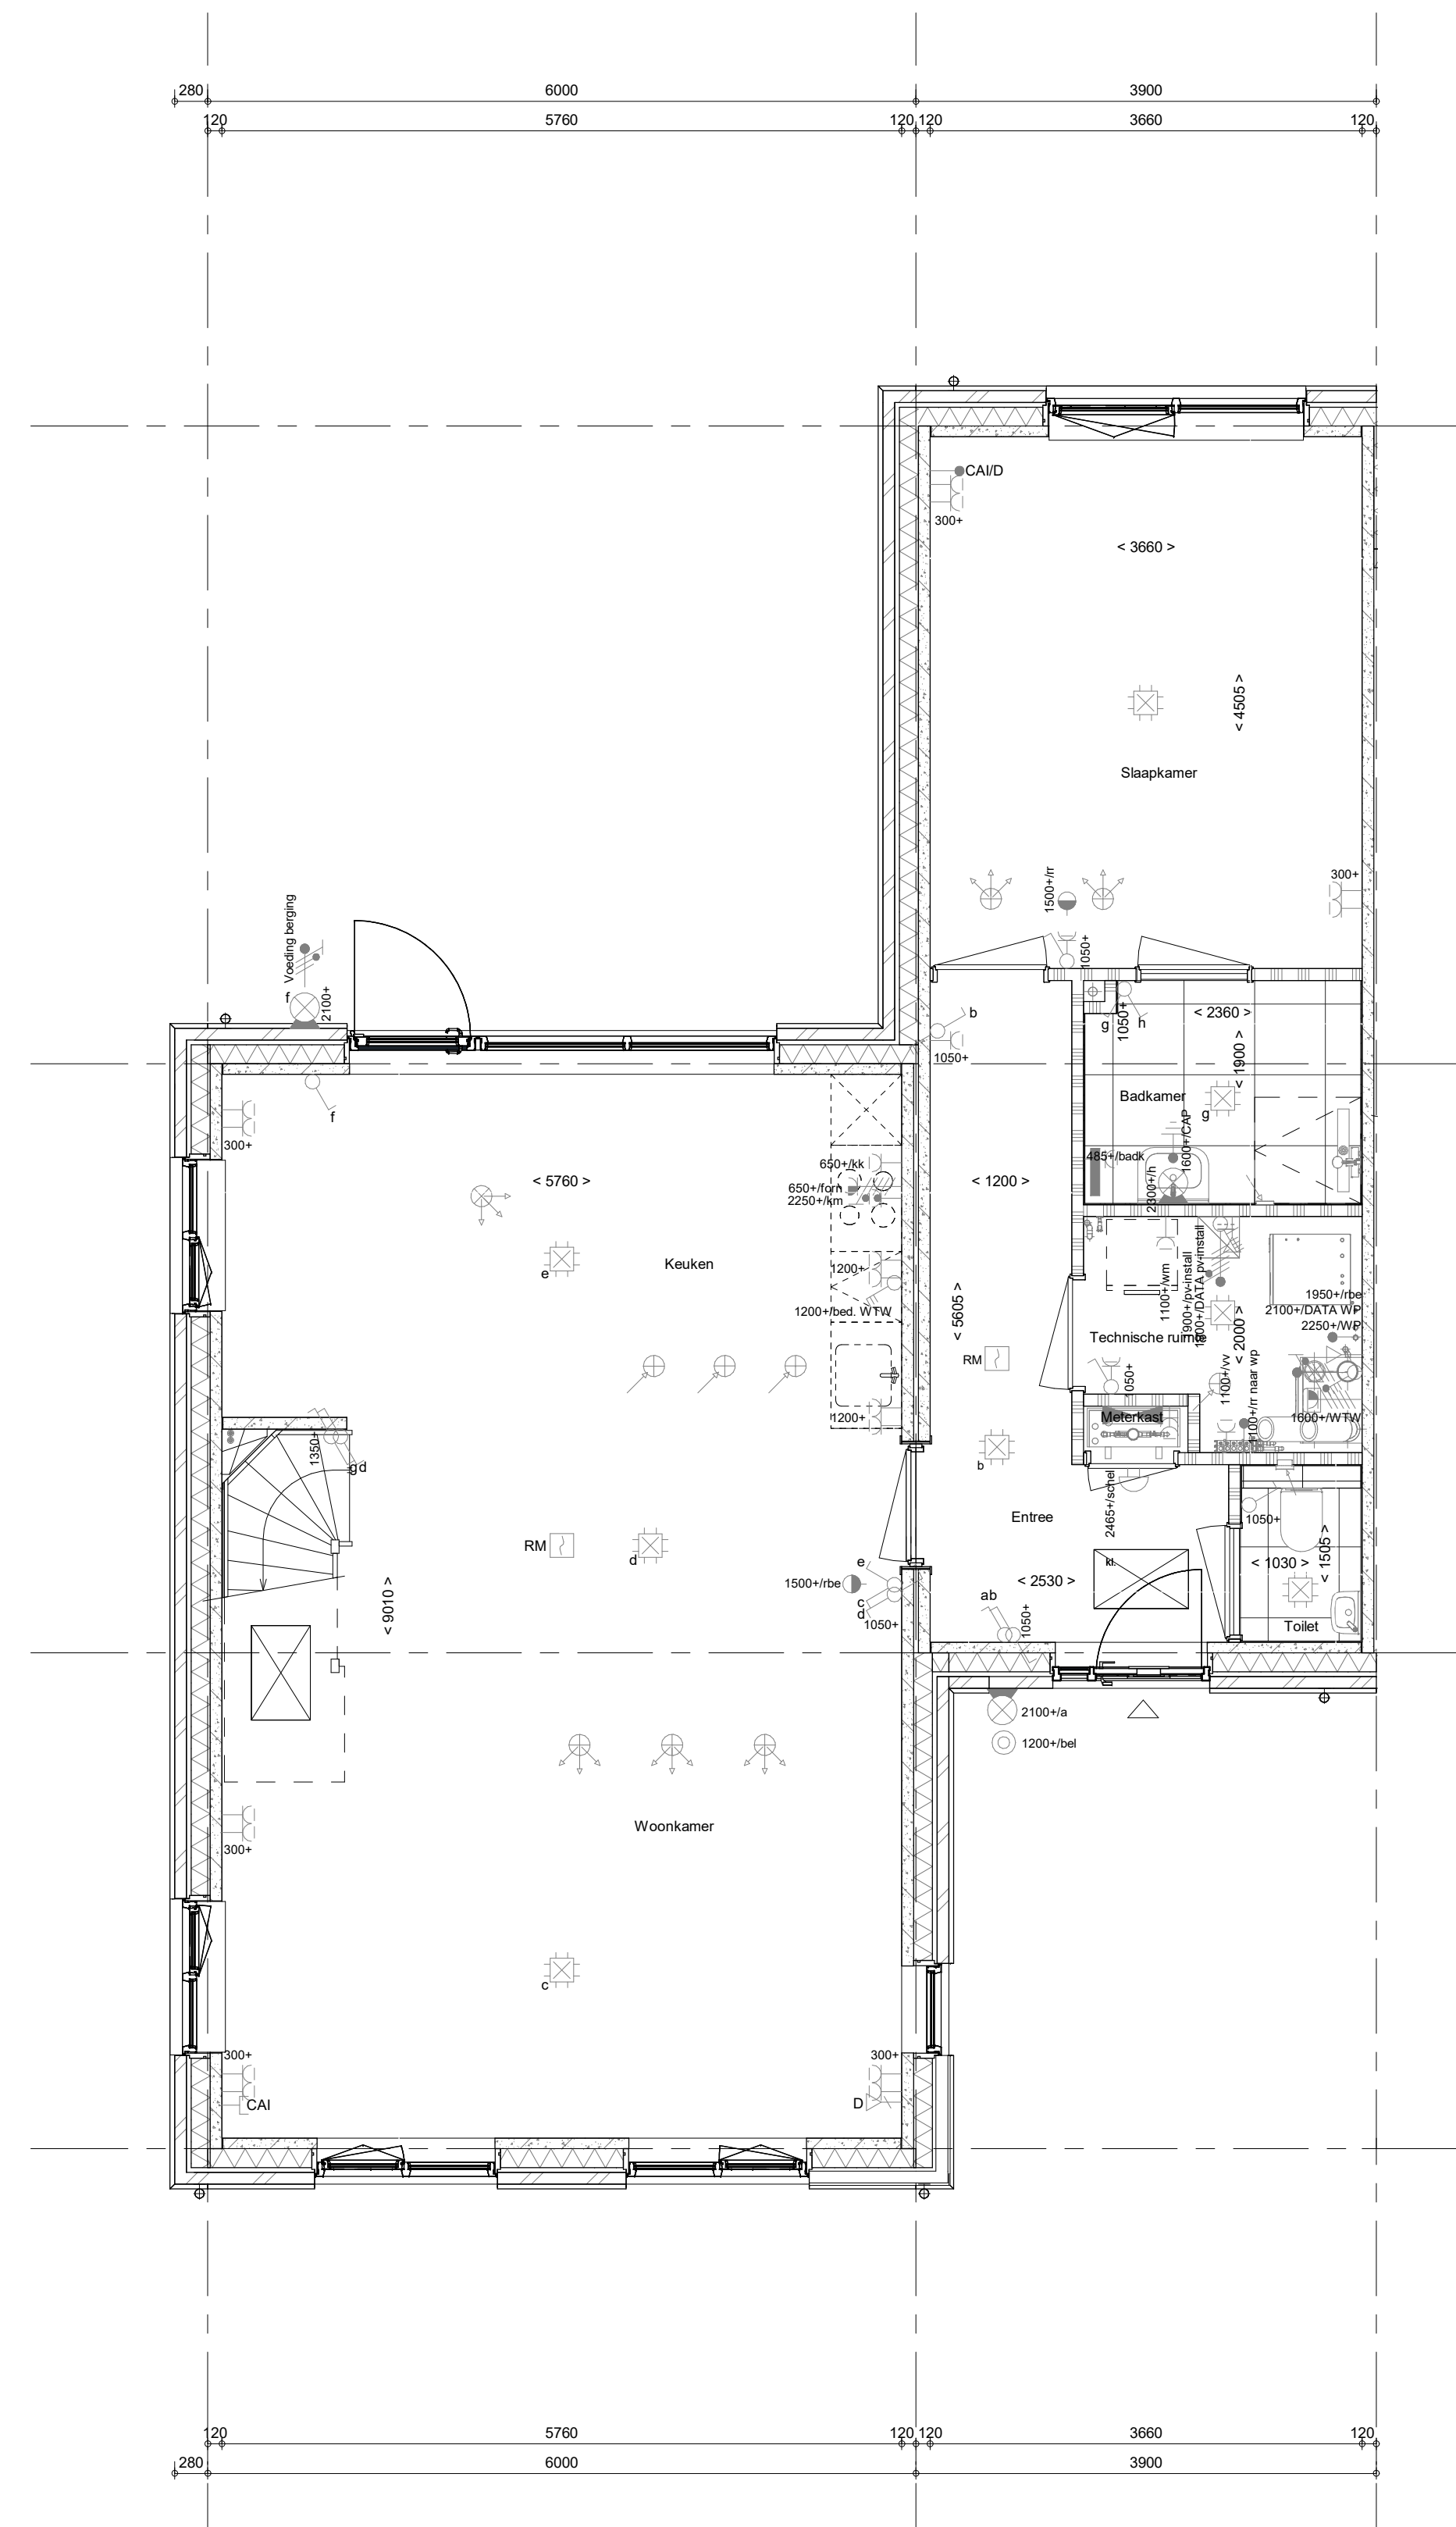 280 6000 3900
120 5760 120 120 3660 120
CAI/D
300+
< 3660 >
< 4505 >
Slaapkamer
1500+/rr
300+
1050+
Voeding berging
f
2100+
b
1050+
g
1050+
h
< 2360 >
< 1900 >
Badkamer
g
1600+/CAP
485+/badk
2300+/h
f
300+
650+/kk
650+/forn
2250+/km
< 5760 >
< 1200 >
e
Keuken
1200+
1200+/bed. WTW
< 5605 >
1100+/wm
1900+/pv-install
1900+/DATA pv-install
1950+/rbe
2100+/DATA WP
2250+/WP
Technische ruimte
< 2000 >
RM
1050+
1100+/vv
1100+/rr naar wp
1200+
Meterkast
1600+/WTW
1350+
gd
b
2465+/schel
Entree
1050+
RM
d
e
1500+/rbe
c
d
1050+
kl.
< 1030 >
< 1505 >
< 2530 >
ab
1050+
Toilet
< 9010 >
2100+/a
1200+/bel
Woonkamer
300+
c
300+
CAI
300+
D
120 5760 120 120 3660 120
280 6000 3900